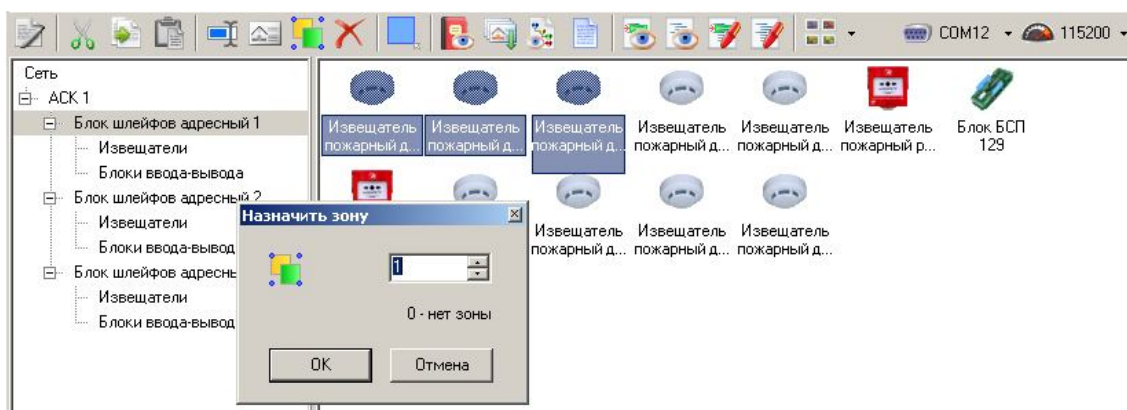 COM12
115200
Сеть
АСК 1
Блок шлейфов адресный 1
Извещатели
Блоки ввода-вывода
Блок шлейфов адресный 2
Извещатели
Блоки ввода-вывод
Блок шлейфов адресны
Извещатели
Блоки ввода-вывод
Извещатель Извещатель Извещатель Извещатель Извещатель Извещатель Блок БСП
пожарный д... пожарный д... пожарный д... пожарный д... пожарный д... пожарный р... 129
Извещатель Извещатель Извещатель
пожарный д... пожарный д... пожарный д...
Назначить зону
1
0 - нет зоны
ОК
Отмена